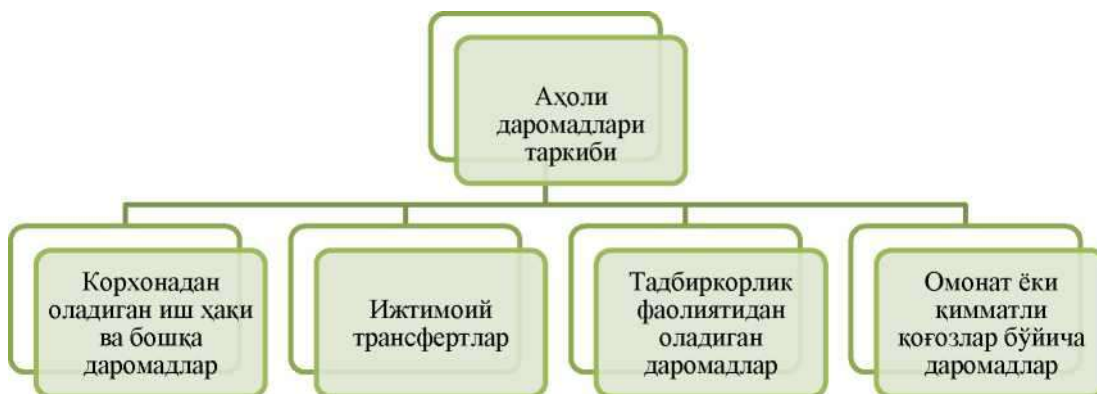 Аҳоли
даромадлари
таркиби
Корхонадан
оладиган иш ҳақи
ва бошқа
даромадлар
Ижтимоий
трансфертлар
Тадбиркорлик
фаолиятидан
оладиган
даромадлар
Омонат ёки
қимматли
қоғозлар бўйича
даромадлар